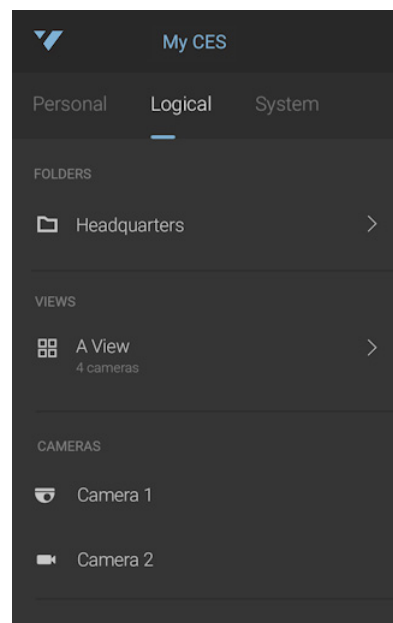 My CES
Personal Logical System
FOLDERS
Headquarters
VIEWS
A View
4 cameras
CAMERAS
Camera 1
Camera 2